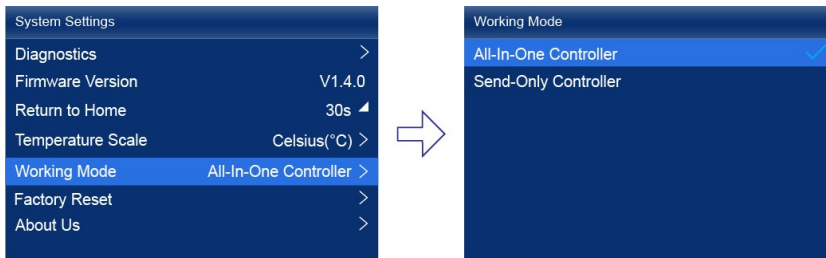 System Settings
Diagnostics >
Firmware Version V1.4.0
Return to Home 30s
Temperature Scale Celsius(°C) >
Working Mode All-In-One Controller >
Factory Reset >
About Us >
Working Mode
All-In-One Controller
Send-Only Controller